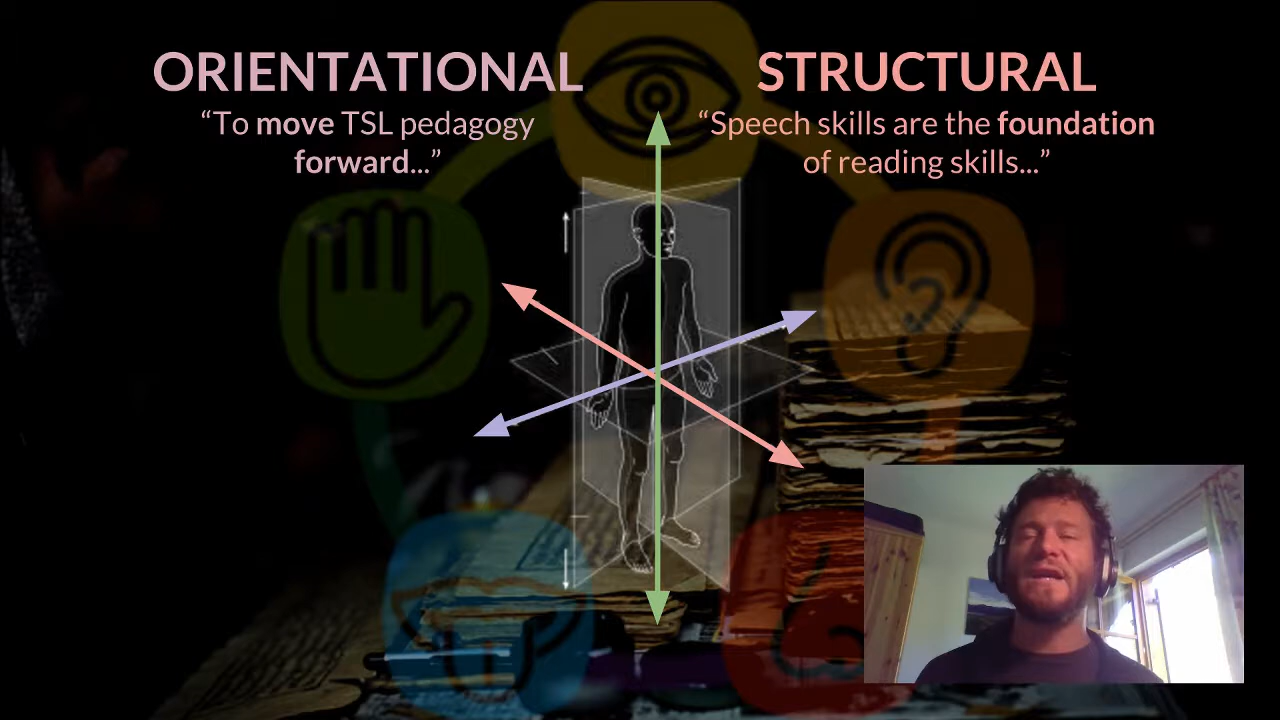 ORIENTATIONAL
“To move TSL pedagogy
forward...”
STRUCTURAL
“Speech skills are the foundation
of reading skills...”